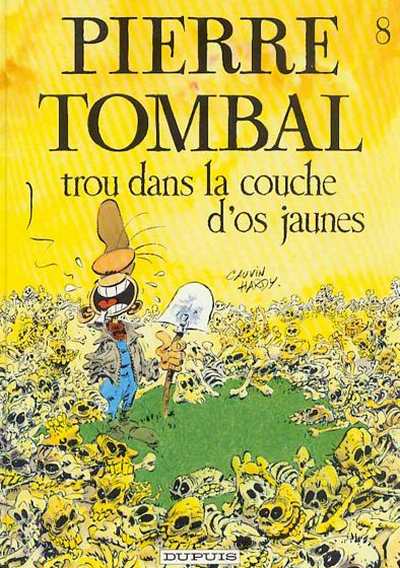 PIERRE
8
TOMBAL
trou dans la couche
d'os jaunes
CAUVIN
HARDY.
DUPUIS